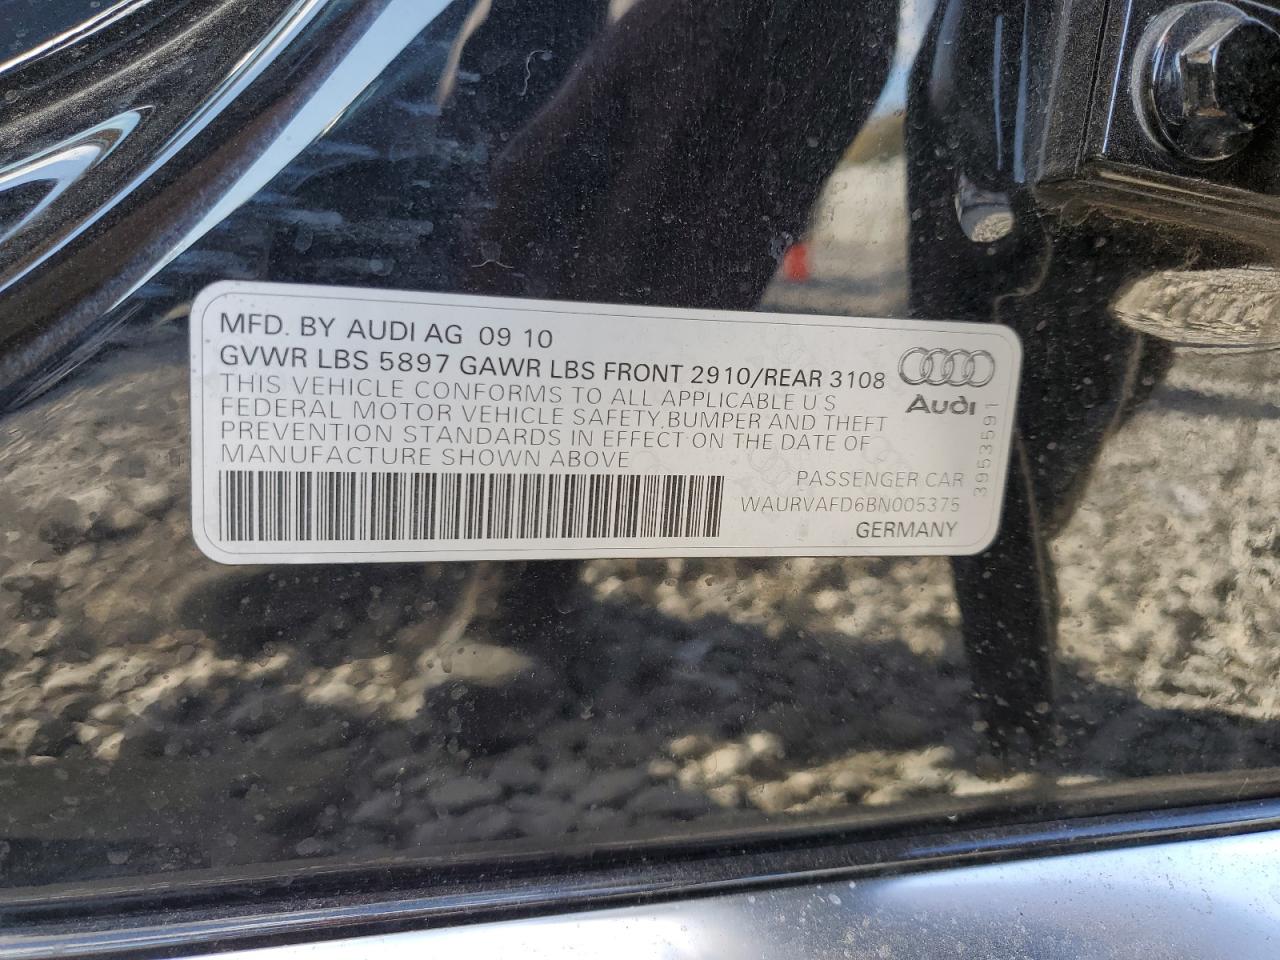 MFD. BY AUDI AG 09 10
GVWR LBS 5897 GAWR LBS FRONT 2910/REAR 3108
THIS VEHICLE CONFORMS TO ALL APPLICABLE U S
FEDERAL MOTOR VEHICLE SAFETY, BUMPER AND THEFT
PREVENTION STANDARDS IN EFFECT ON THE DATE OF
MANUFACTURE SHOWN ABOVE
Audi
3953591
PASSENGER CAR
WAURVAFD6BN005375
GERMANY